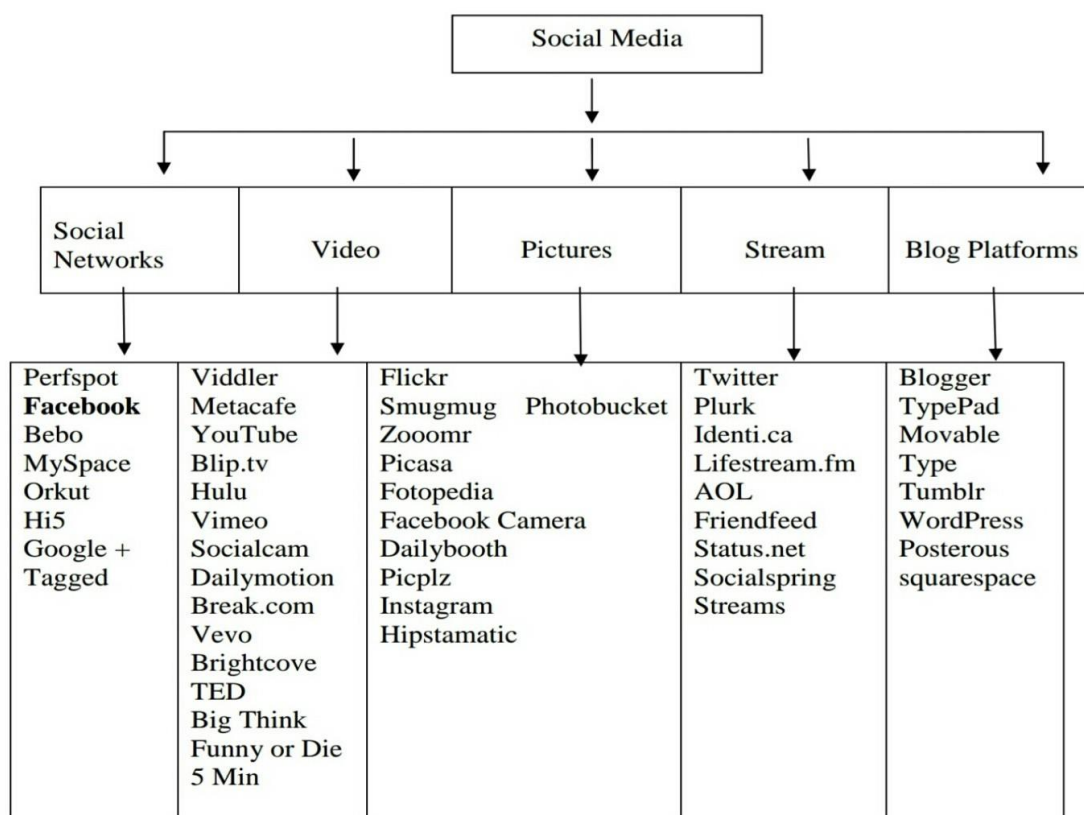 Social Media
Social
Networks
Video
Pictures
Stream
Blog Platforms
Perfspot
Facebook
Bebo
MySpace
Orkut
Hi5
Google +
Tagged
Viddler
Metacafe
YouTube
Blip.tv
Hulu
Vimeo
Socialcam
Dailymotion
Break.com
Vevo
Brightcove
TED
Big Think
Funny or Die
5 Min
Flickr
Smugmug Photobucket
Zooomr
Picasa
Fotopedia
Facebook Camera
Dailybooth
Picplz
Instagram
Hipstamatic
Twitter
Plurk
Identi.ca
Lifestream.fm
AOL
Friendfeed
Status.net
Socialspring
Streams
Blogger
TypePad
Movable
Type
Tumblr
WordPress
Posterous
squarespace